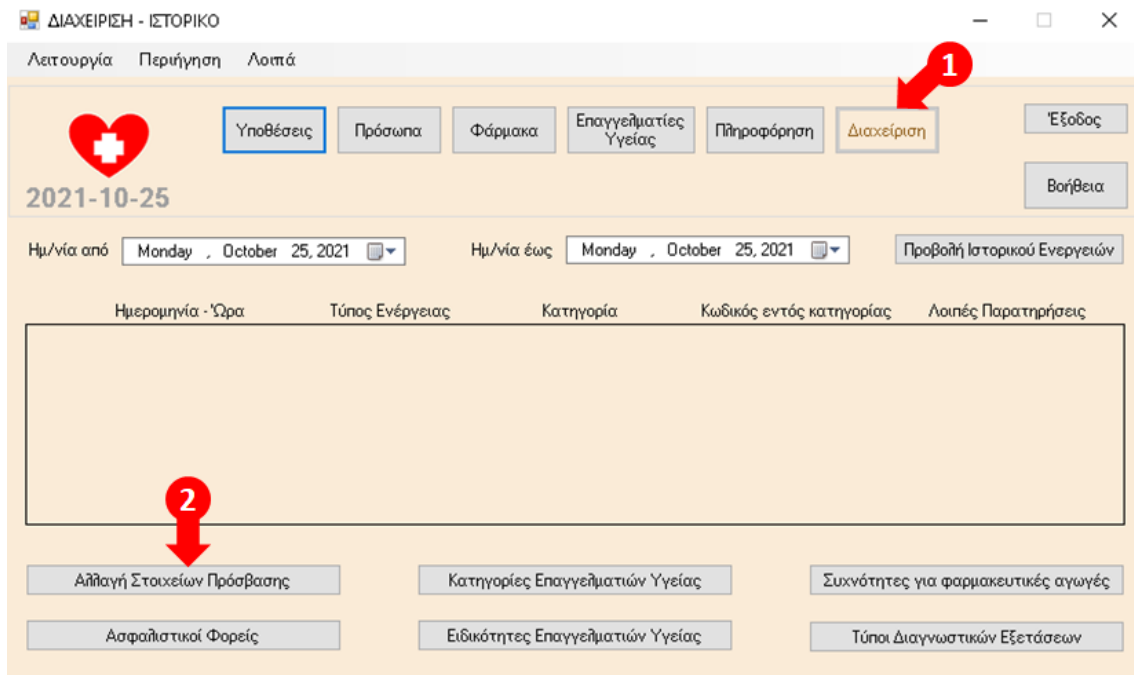 ΔΙΑΧΕΙΡΙΣΗ - ΙΣΤΟΡΙΚΟ
Λειτουργία Περιήγηση Λοιπά
1
Υποθέσεις Πρόσωπα Φάρμακα Επαγγελματίες Υγείας Πληροφόρηση Διαχείριση Έξοδος
Βοήθεια
2021-10-25
Ημ/νία από Monday , October 25, 2021 Ημ/νία έως Monday , October 25, 2021 Προβολή Ιστορικού Ενεργειών
Ημερομηνία - Ώρα Τύπος Ενέργειας Κατηγορία Κωδικός εντός κατηγορίας Λοιπές Παρατηρήσεις
2
Αλλαγή Στοιχείων Πρόσβασης Κατηγορίες Επαγγελματιών Υγείας Συχνότητες για φαρμακευτικές αγωγές
Ασφαλιστικοί Φορείς Ειδικότητες Επαγγελματιών Υγείας Τύποι Διαγνωστικών Εξετάσεων